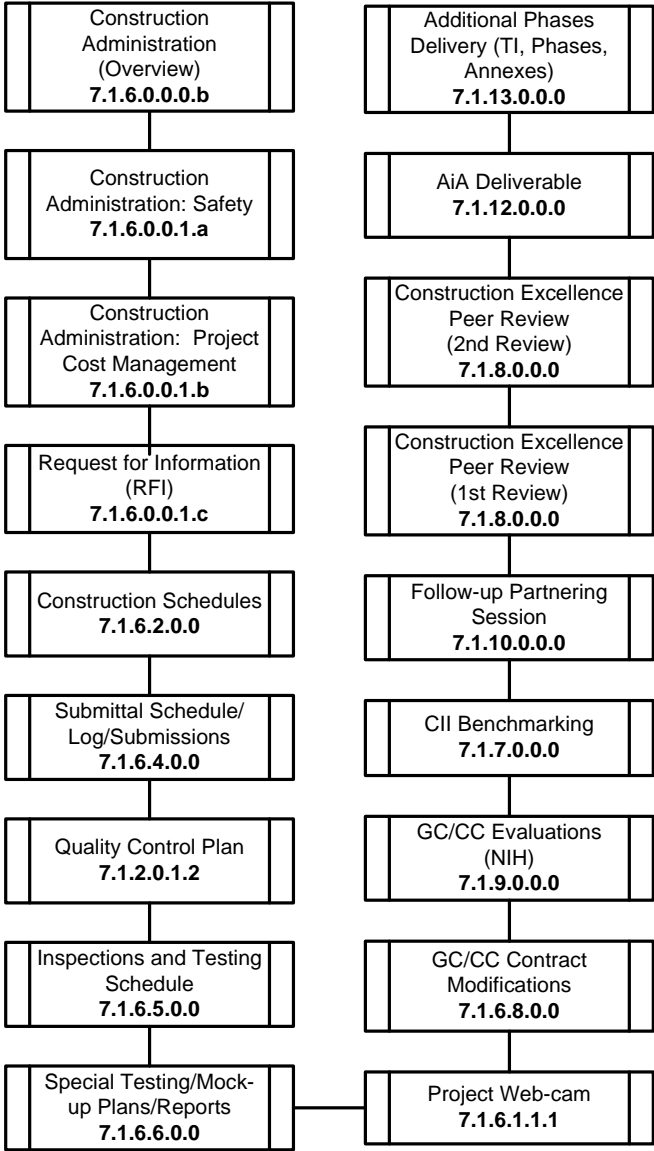 Construction
Administration
(Overview)
7.1.6.0.0.0.b
Construction
Administration: Safety
7.1.6.0.0.1.a
Construction
Administration:  Project
Cost Management
7.1.6.0.0.1.b
Request for Information
(RFI)
7.1.6.0.0.1.c
Construction Schedules
7.1.6.2.0.0
Submittal Schedule/
Log/Submissions
7.1.6.4.0.0
Quality Control Plan
7.1.2.0.1.2
Inspections and Testing
Schedule
7.1.6.5.0.0
Special Testing/Mock-
up Plans/Reports
7.1.6.6.0.0
Additional Phases
Delivery (TI, Phases,
Annexes)
7.1.13.0.0.0
AiA Deliverable
7.1.12.0.0.0
Construction Excellence
Peer Review
(2nd Review)
7.1.8.0.0.0
Construction Excellence
Peer Review
(1st Review)
7.1.8.0.0.0
Follow-up Partnering
Session
7.1.10.0.0.0
CII Benchmarking
7.1.7.0.0.0
GC/CC Evaluations
(NIH)
7.1.9.0.0.0
GC/CC Contract
Modifications
7.1.6.8.0.0
Project Web-cam
7.1.6.1.1.1